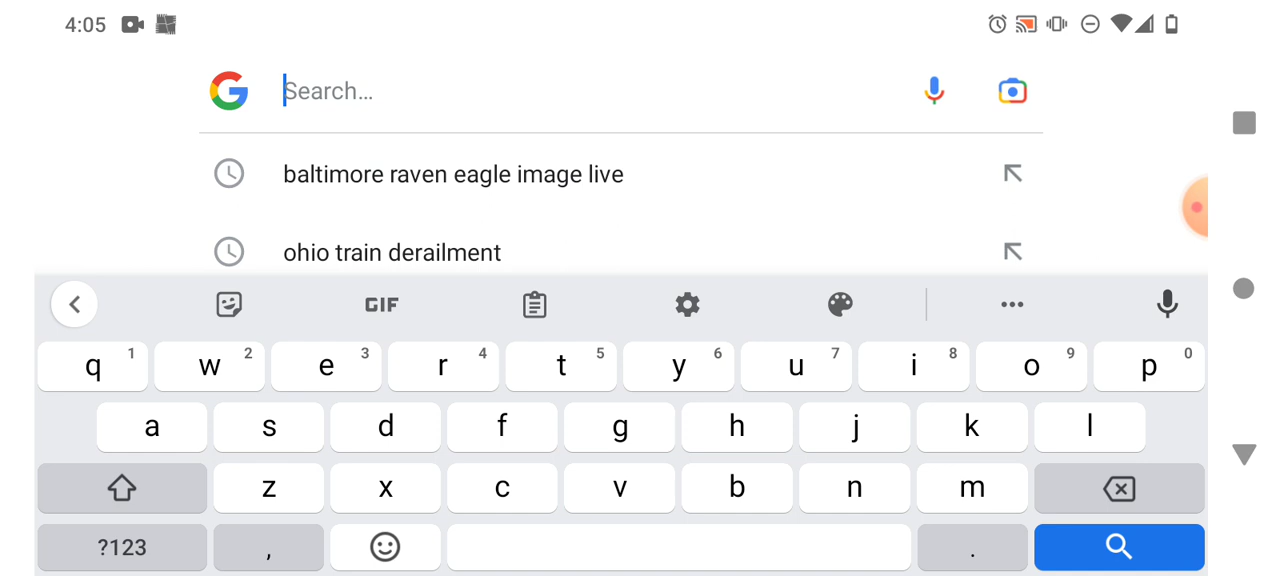 4:05
Search...
baltimore raven eagle image live
ohio train derailment
GIF
q 1 w 2 e 3 r 4 t 5 y 6 u 7 i 8 o 9 p 0
a s d f g h j k l
z x c v b n m
?123 , .